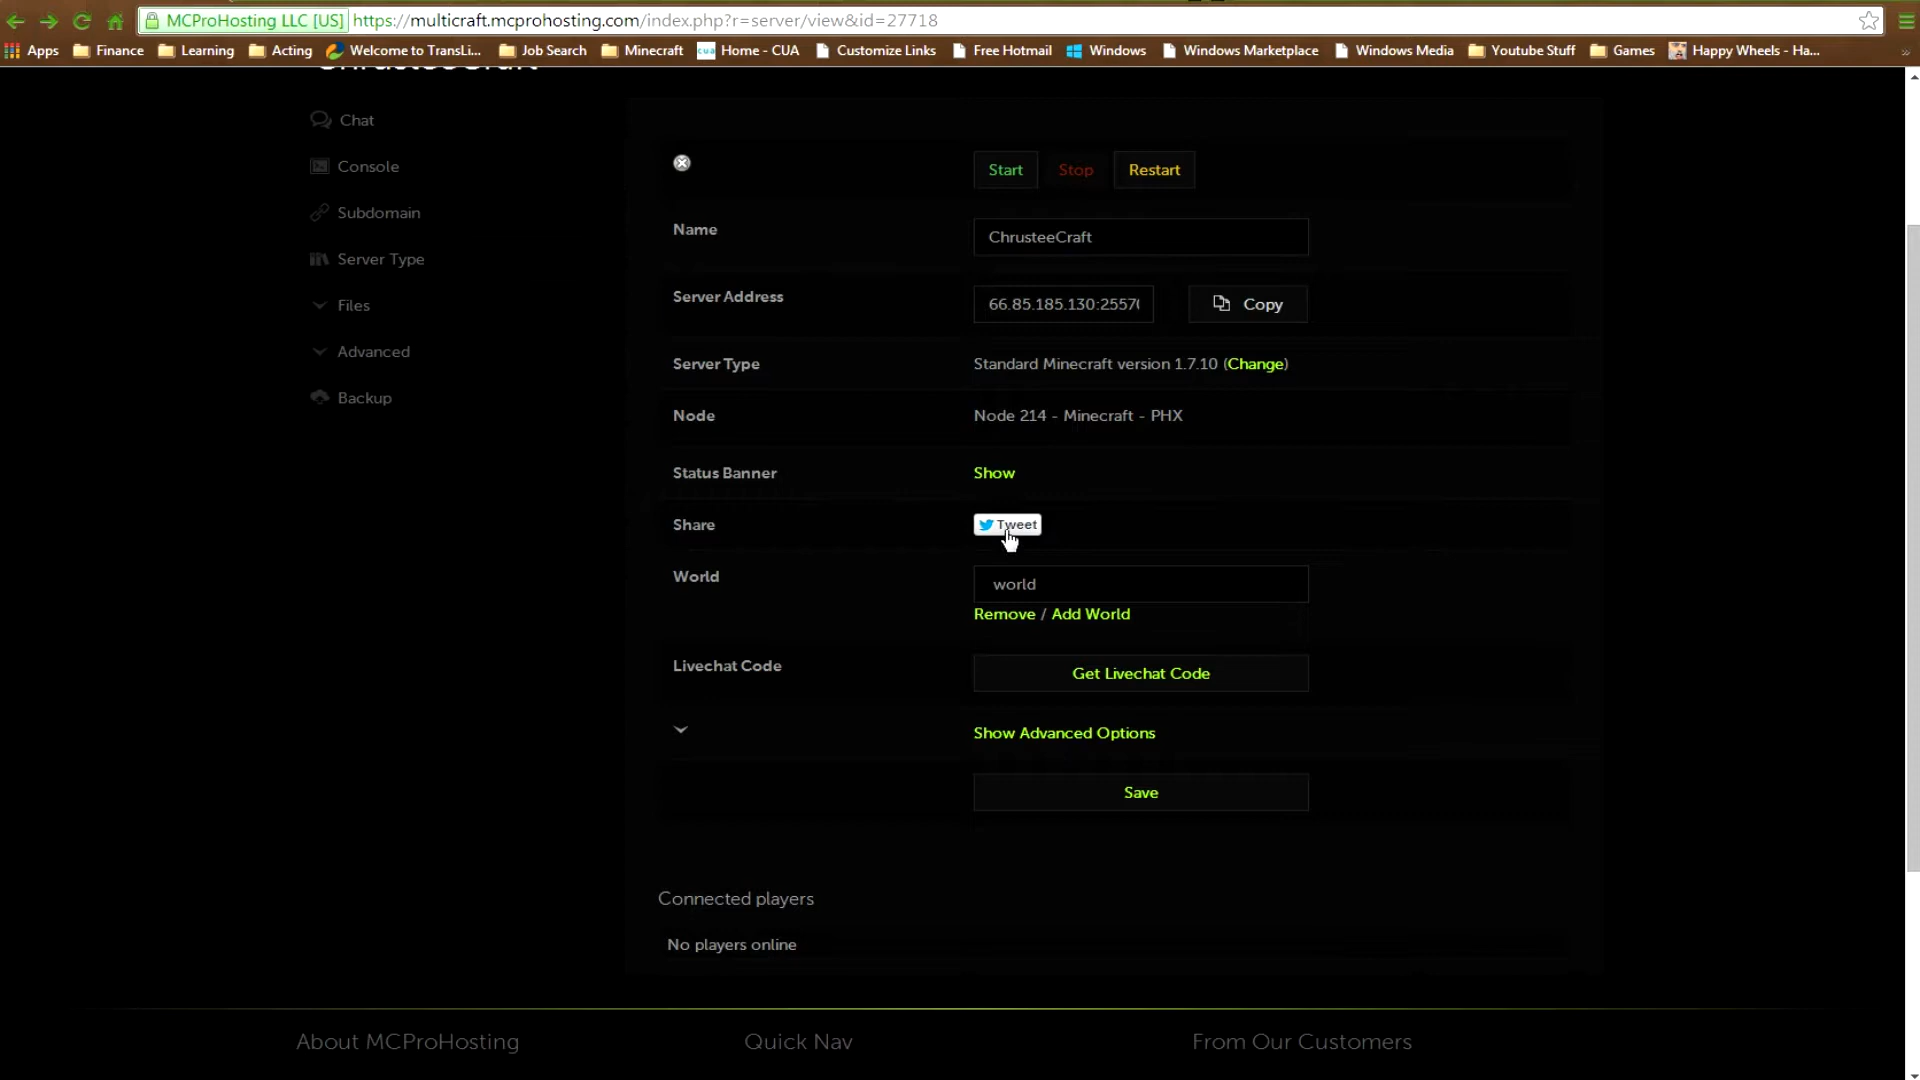 MCProHosting LLC [US] https://multicraft.mcprohosting.com/index.php?r=server/view&id=27718
Apps Finance Learning Acting Welcome to TransLi... Job Search Minecraft cua Home - CUA Customize Links Free Hotmail Windows Windows Marketplace Windows Media Youtube Stuff Games Happy Wheels - Ha... »
ChrusteeCraft
Chat
Console
Subdomain
Server Type
Files
Advanced
Backup
Start Stop Restart
Name ChrusteeCraft
Server Address 66.85.185.130:2557 Copy
Server Type Standard Minecraft version 1.7.10 (Change)
Node Node 214 - Minecraft - PHX
Status Banner Show
Share Tweet
World world
Remove / Add World
Livechat Code Get Livechat Code
Show Advanced Options
Save
Connected players
No players online
About MCProHosting Quick Nav From Our Customers